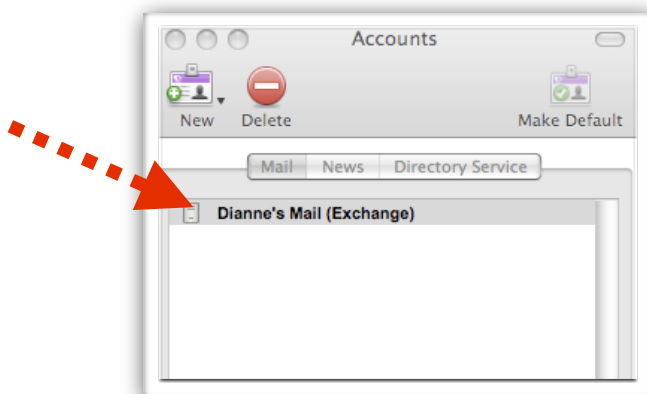 Accounts
New Delete Make Default
Mail News Directory Service
Dianne's Mail (Exchange)